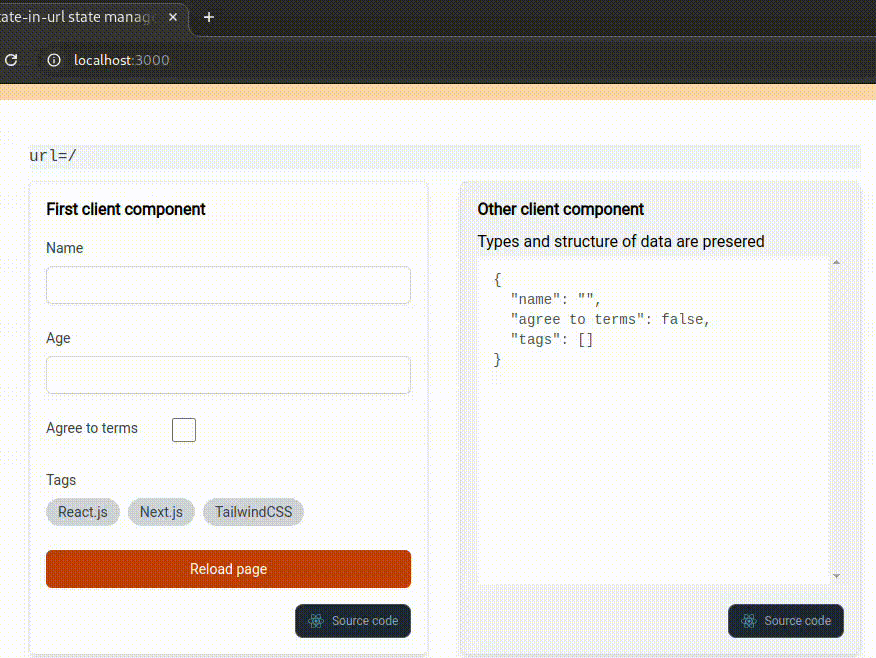 tate-in-url state manag
localhost:3000
url=/
First client component
Name
Age
Agree to terms
Tags
React.js Next.js TailwindCSS
Reload page
Source code
Other client component
Types and structure of data are presered
{
"name": "",
"agree to terms": false,
"tags": []
}
Source code